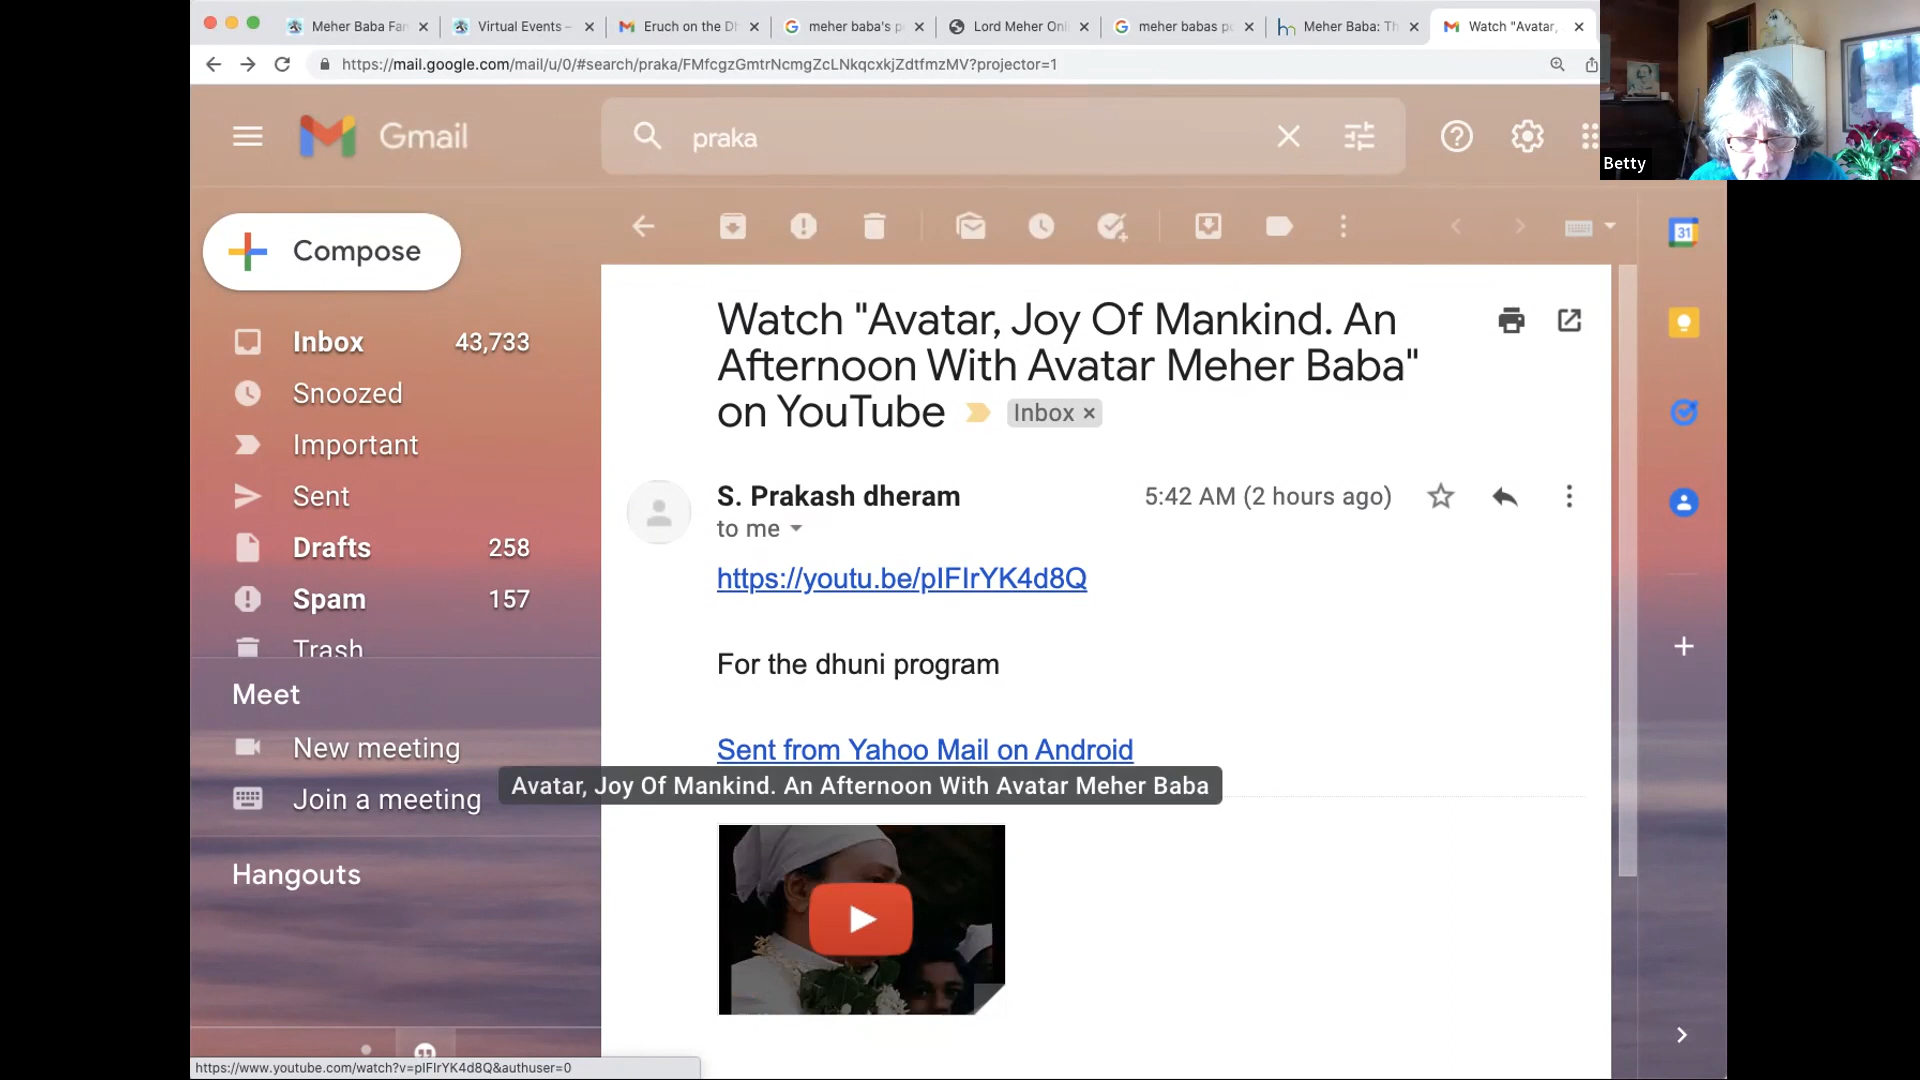 Meher Baba Fan
Virtual Events –
Eruch on the D
meher baba's p
Lord Meher Onl
meher babas p
Meher Baba: Th
Watch "Avatar,
https://mail.google.com/mail/u/0/#search/praka/FMfcgzGmtrNcmgZcLNkqcxkjZdtfmzMV?projector=1
Gmail
praka
Betty
Compose
31
Inbox 43,733
Snoozed
Important
Sent
Drafts 258
Spam 157
Trash
Meet
New meeting
Join a meeting
Hangouts
Watch "Avatar, Joy Of Mankind. An
Afternoon With Avatar Meher Baba"
on YouTube Inbox ×
S. Prakash dheram
5:42 AM (2 hours ago)
to me
https://youtu.be/pIFIrYK4d8Q
For the dhuni program
Sent from Yahoo Mail on Android
Avatar, Joy Of Mankind. An Afternoon With Avatar Meher Baba
https://www.youtube.com/watch?v=pIFIrYK4d8Q&authuser=0